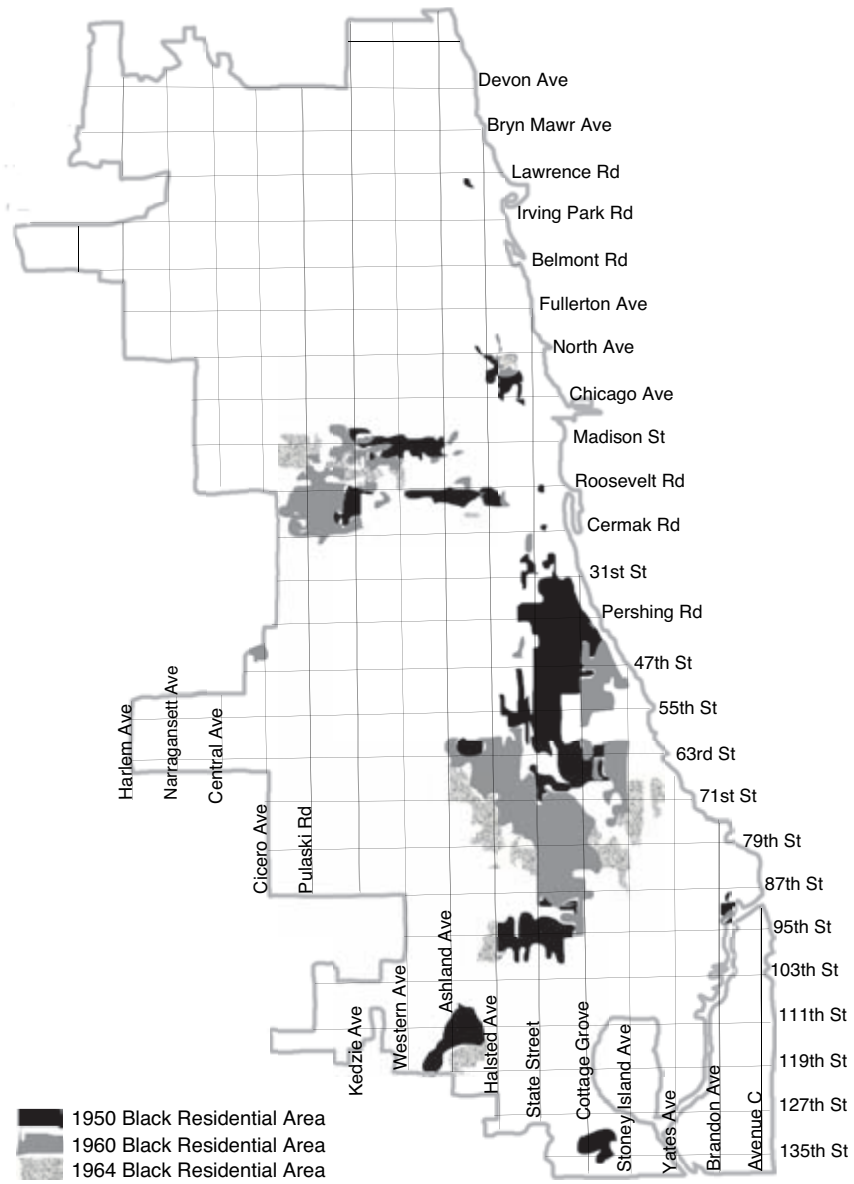 Devon Ave
Bryn Mawr Ave
Lawrence Rd
Irving Park Rd
Belmont Rd
Fullerton Ave
North Ave
Chicago Ave
Madison St
Roosevelt Rd
Cermak Rd
31st St
Pershing Rd
47th St
55th St
63rd St
71st St
79th St
87th St
95th St
103th St
111th St
119th St
127th St
135th St
Harlem Ave
Narragansett Ave
Central Ave
Cicero Ave
Pulaski Rd
Kedzie Ave
Western Ave
Ashland Ave
Halsted Ave
State Street
Cottage Grove
Stoney Island Ave
Yates Ave
Brandon Ave
Avenue C
1950 Black Residential Area
1960 Black Residential Area
1964 Black Residential Area